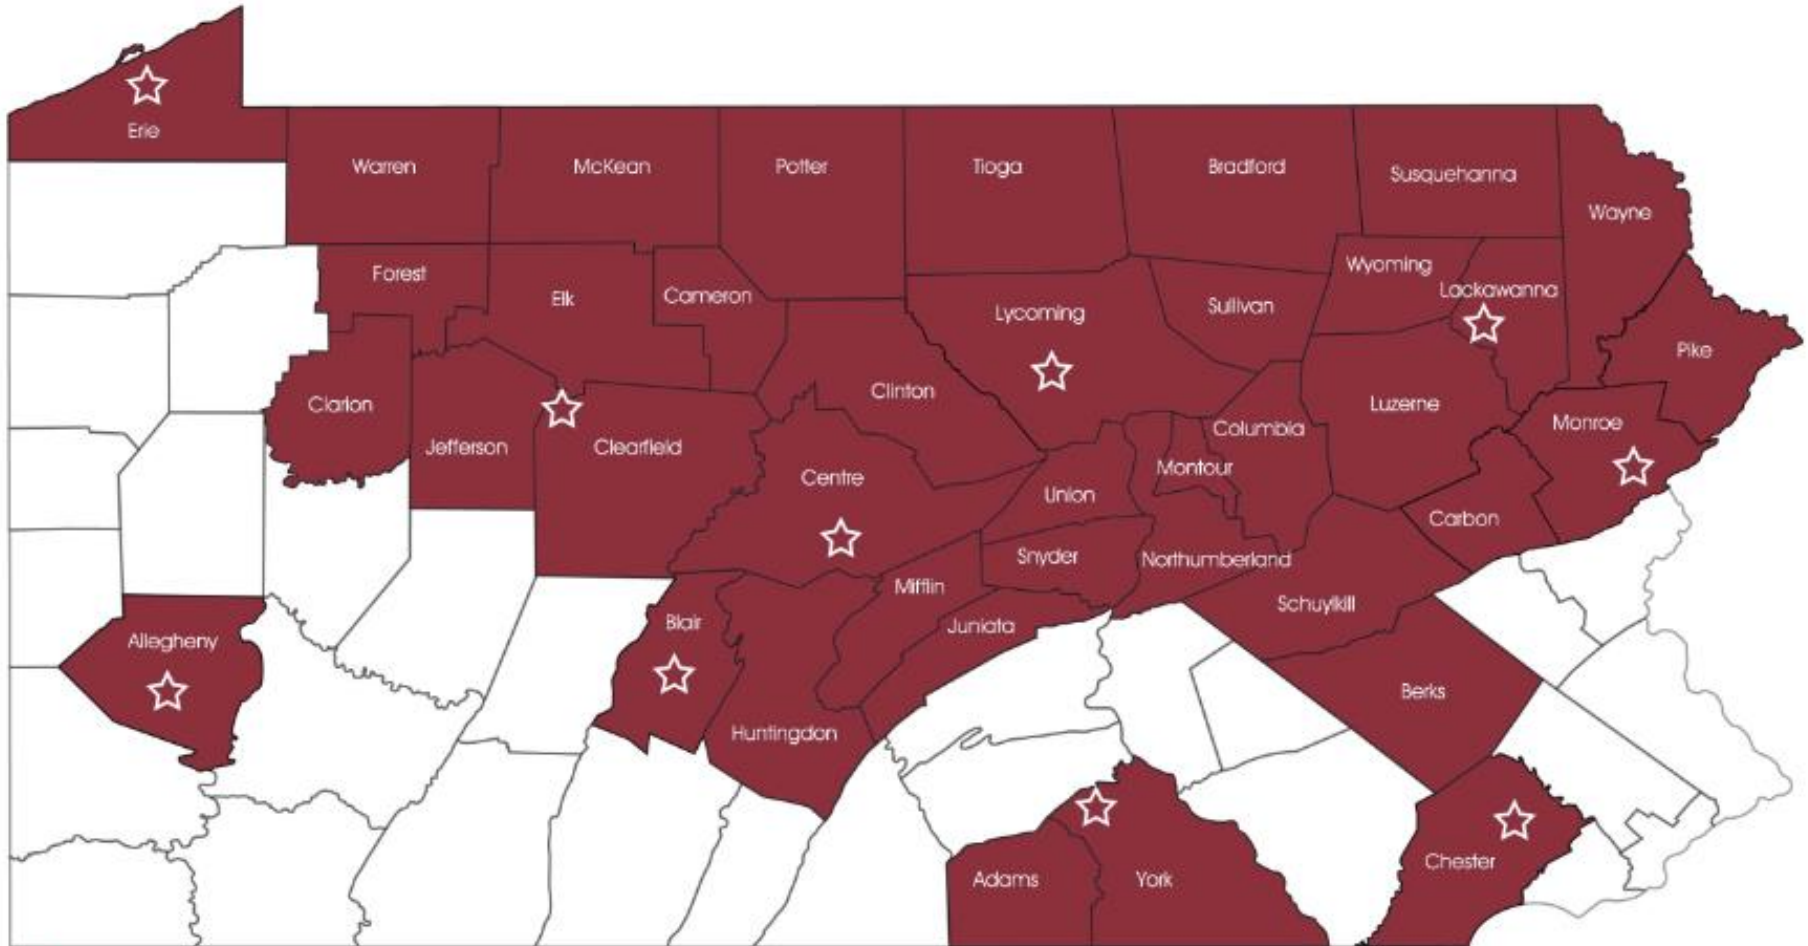 Erie
Warren
McKean
Potter
Tioga
Bradford
Susquehanna
Wayne
Forest
Elk
Cameron
Lycoming
Sullivan
Wyoming
Lackawanna
Pike
Clarion
Jefferson
Clearfield
Clinton
Centre
Columbia
Luzerne
Monroe
Montour
Union
Carbon
Snyder
Northumberland
Mifflin
Schuylkill
Allegheny
Blair
Juniata
Huntingdon
Berks
Adams
York
Chester